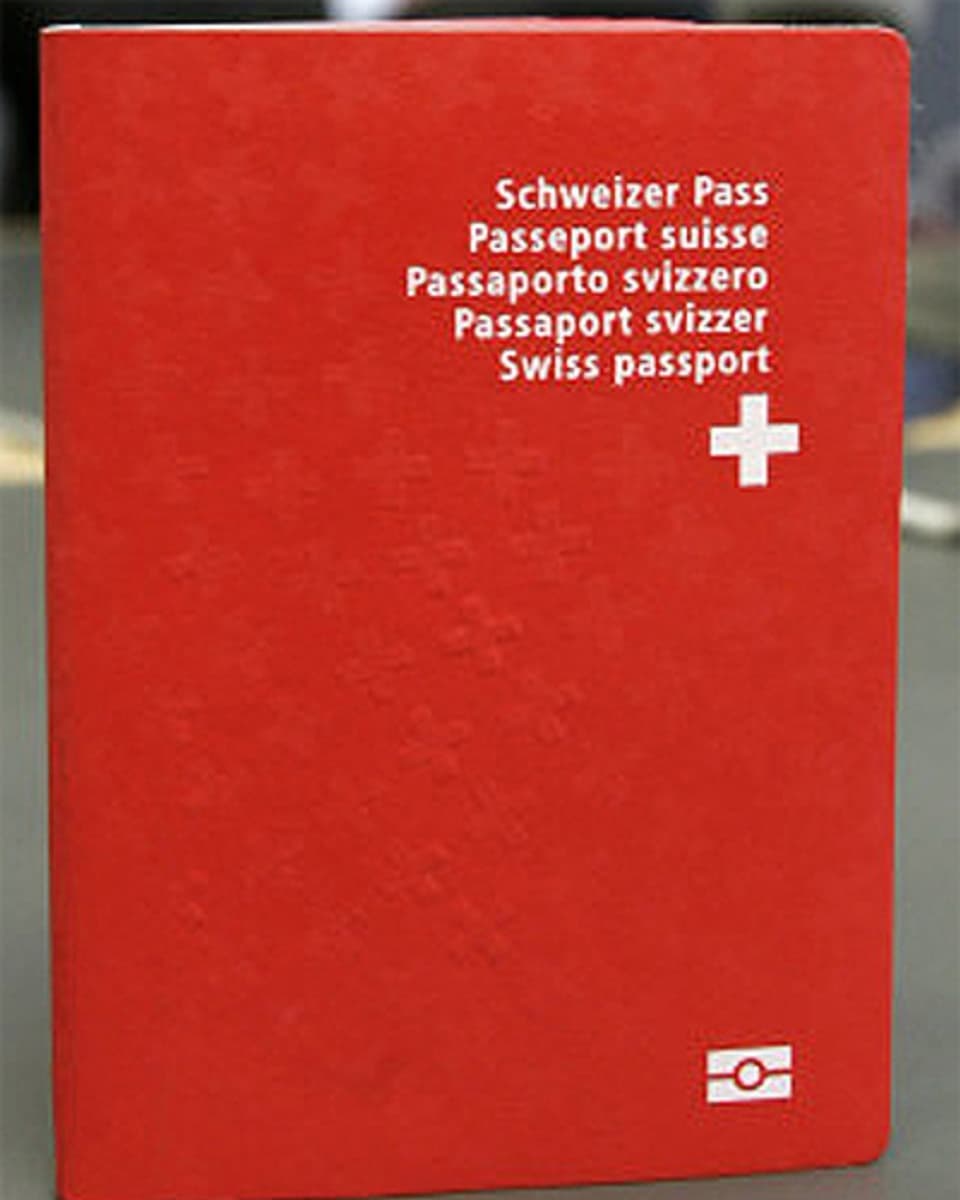 Schweizer Pass
Passeport suisse
Passaporto svizzero
Passaport svizzer
Swiss passport